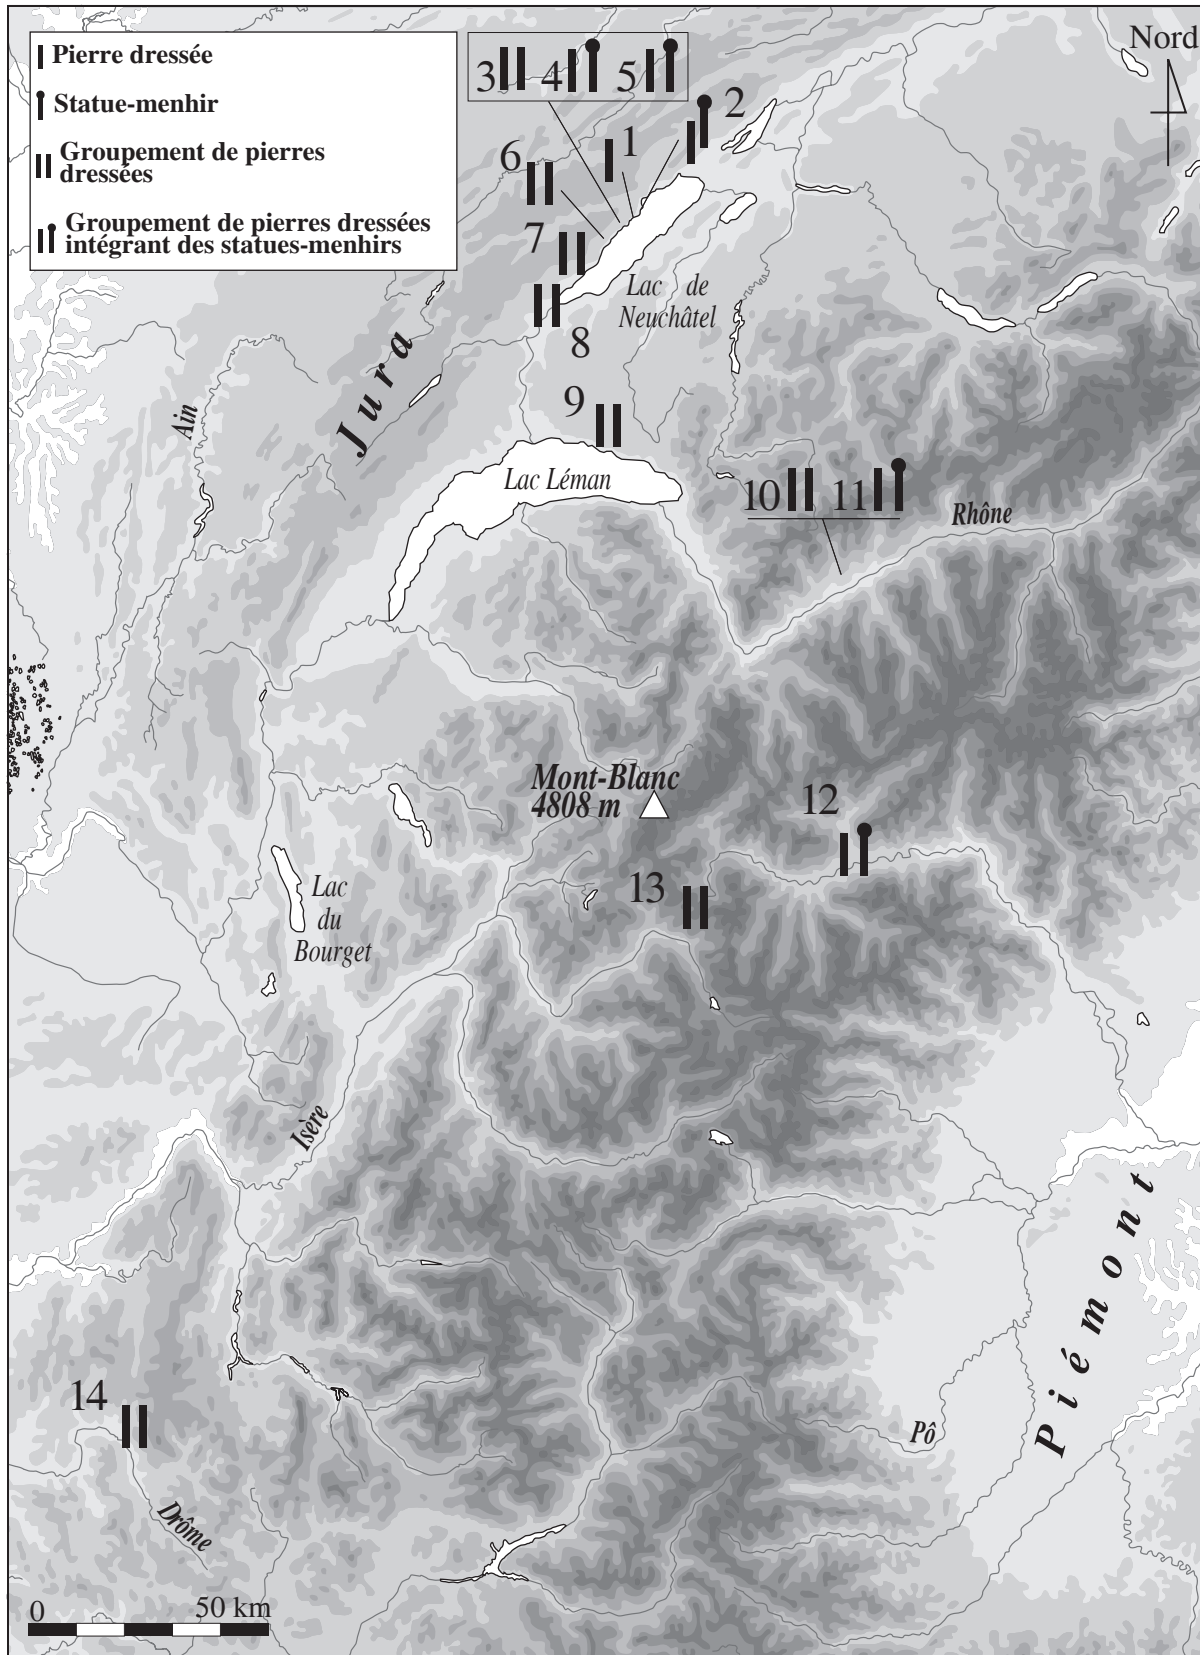 Pierre dressée
Statue-menhir
Groupement de pierres
dressées
Groupement de pierres dressées
intégrant des statues-menhirs
3 4 5
2
Nord
1
6
7
8
Lac de
Neuchâtel
Jura
Ain
9
Lac Léman
10 11
Rhône
Mont-Blanc
4808 m
12
13
Lac
du
Bourget
Isère
Piémont
14
Pô
Drôme
0 50 km